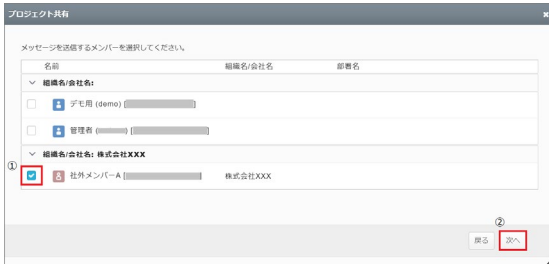 プロジェクト共有 ×
メッセージを送信するメンバーを選択してください。
名前 組織名/会社名 部署名
組織名/会社名:
デモ用 (demo) [ ]
管理者 ( ) [ ]
組織名/会社名: 株式会社XXX
① 社外メンバーA [ ] 株式会社XXX
②
戻る 次へ